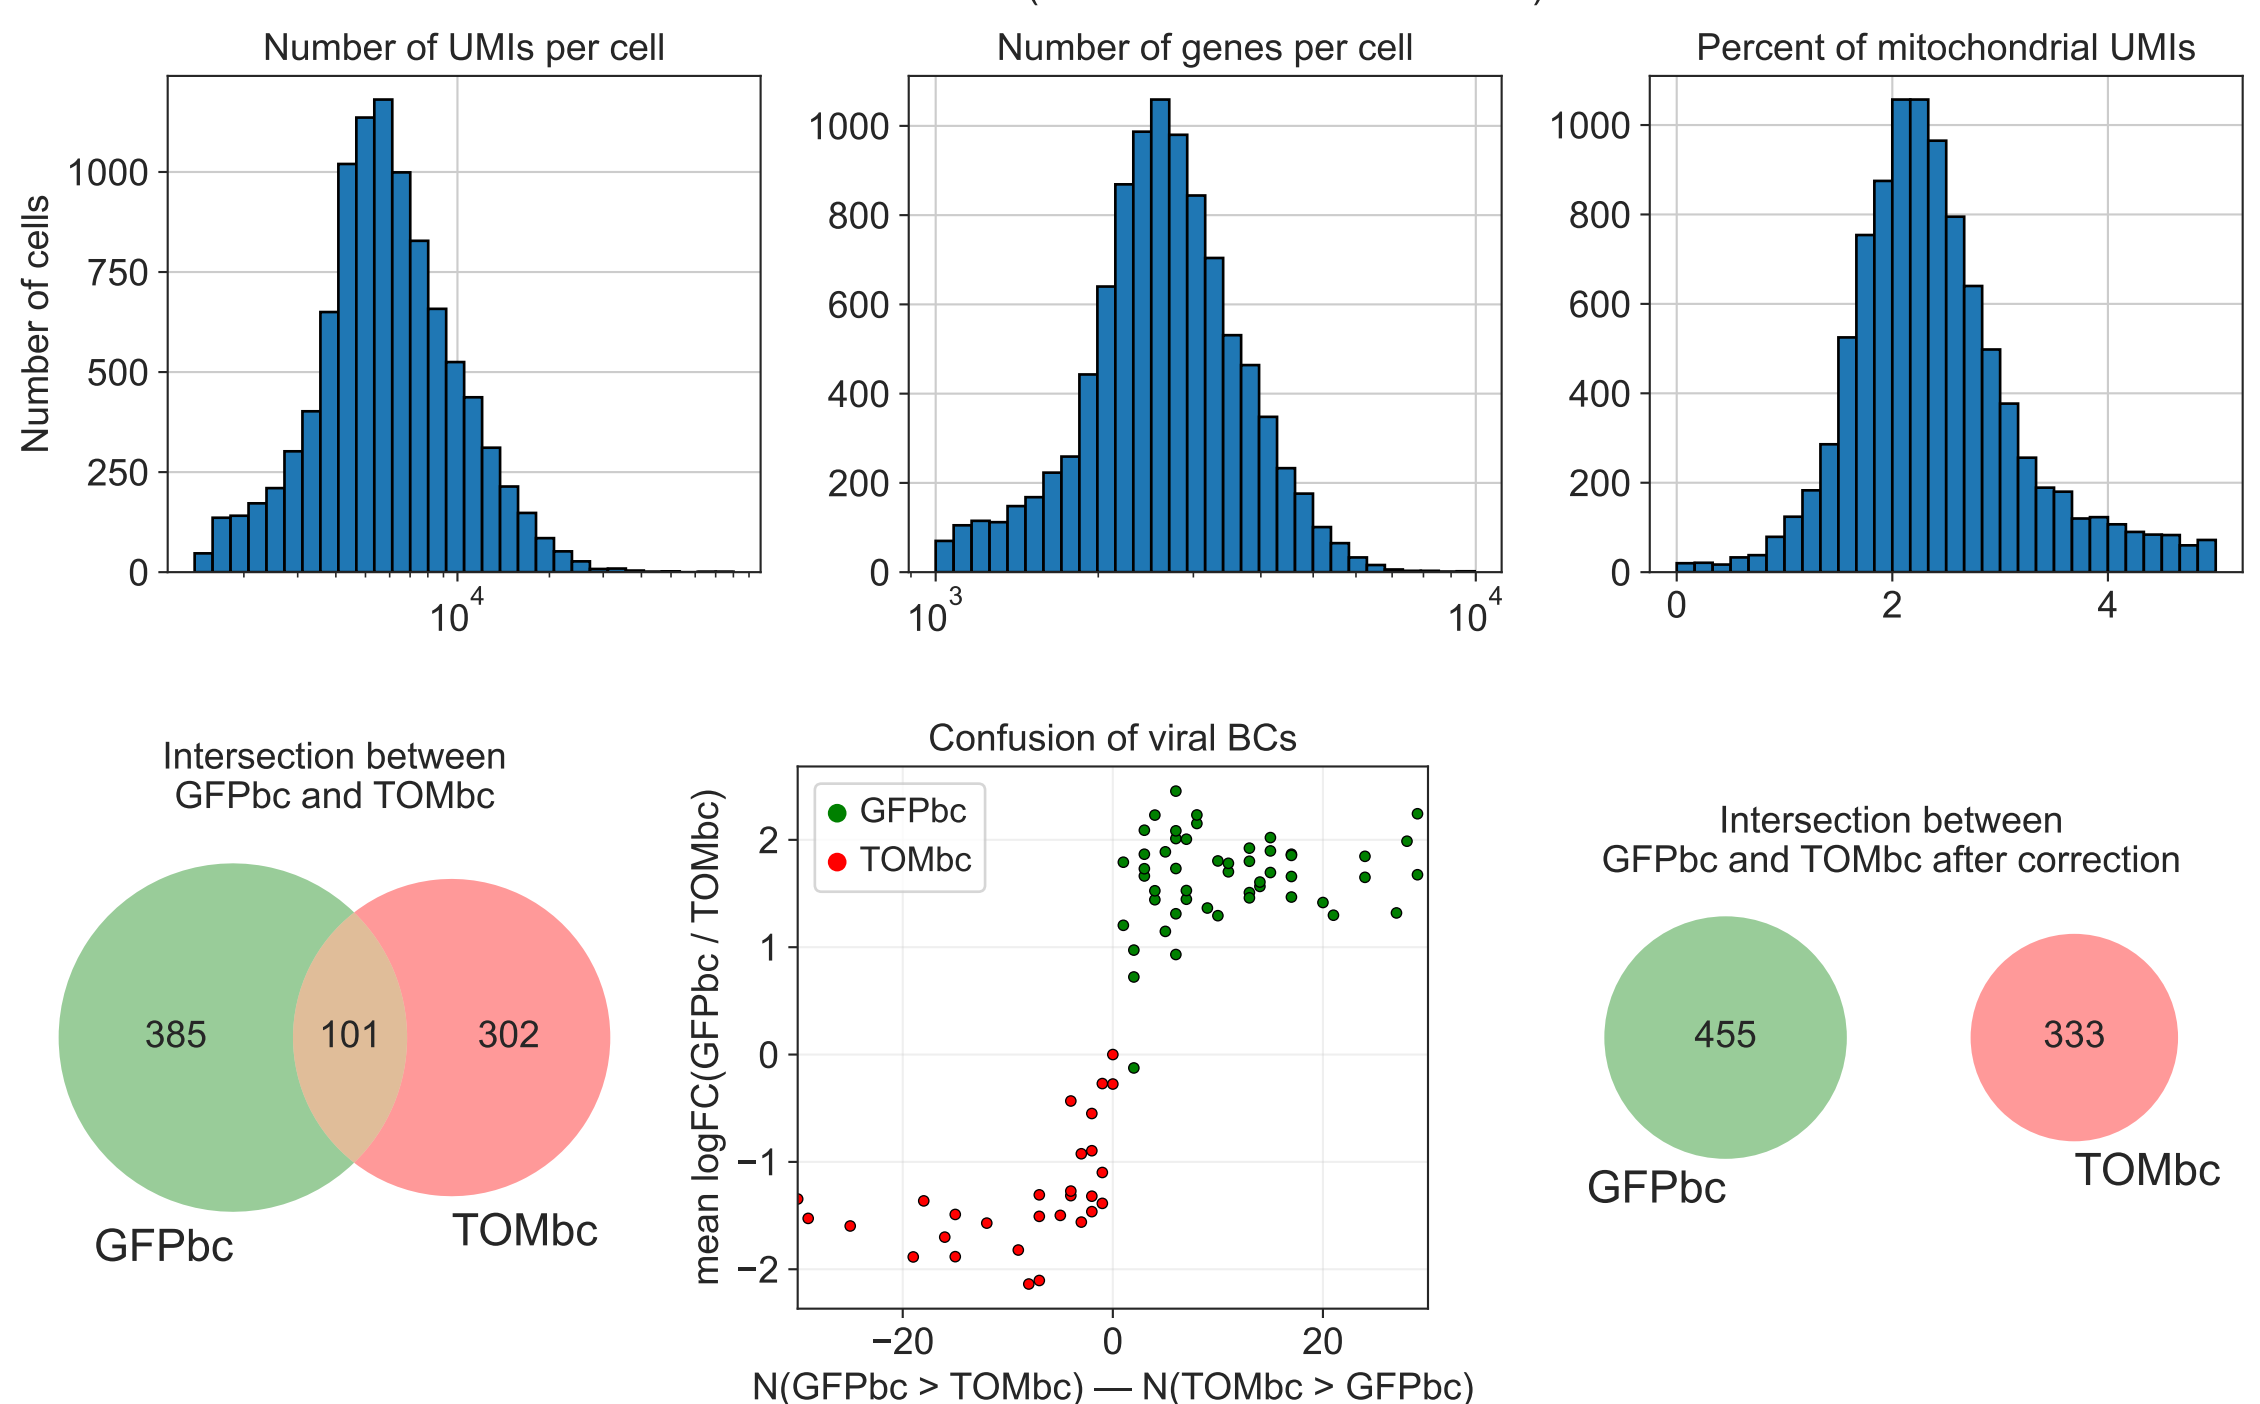 Number of UMIs per cell
Number of genes per cell
Percent of mitochondrial UMIs
Number of cells
1000
750
500
250
0
10^4
1000
800
600
400
200
0
10^3
10^4
1000
800
600
400
200
0
0
2
4
Intersection between
GFPbc and TOMbc
385
101
302
GFPbc
TOMbc
Confusion of viral BCs
GFPbc
TOMbc
mean logFC(GFPbc / TOMbc)
2
1
0
−1
−2
−20
0
20
N(GFPbc > TOMbc) — N(TOMbc > GFPbc)
Intersection between
GFPbc and TOMbc after correction
455
333
GFPbc
TOMbc